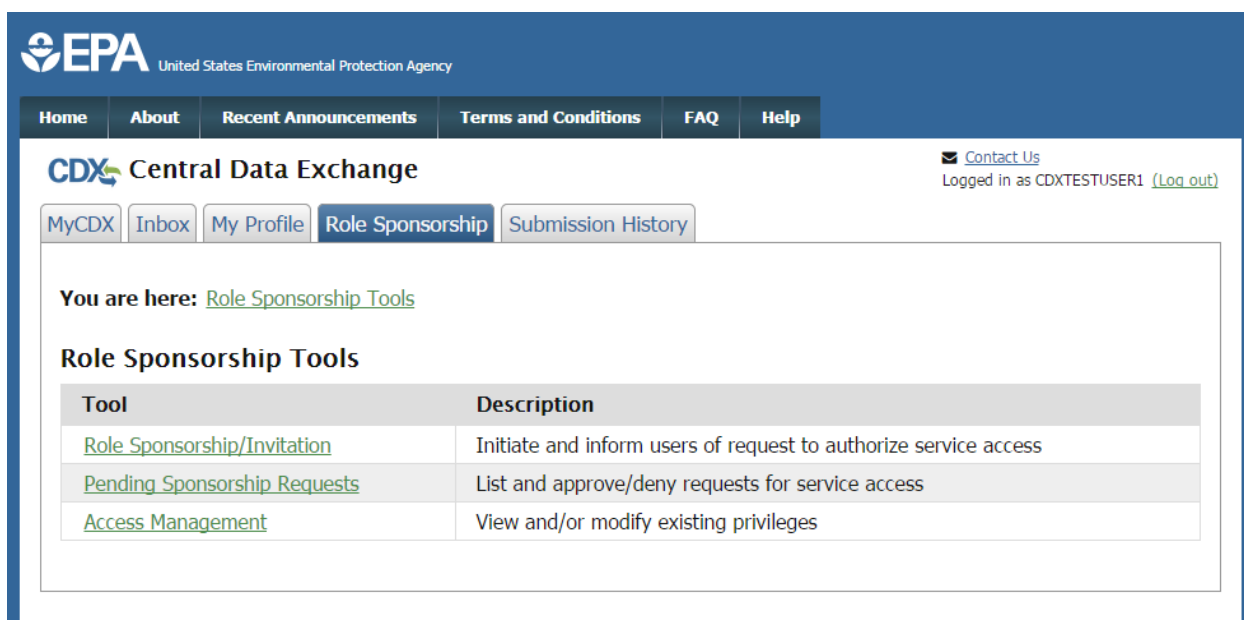 EPA United States Environmental Protection Agency
Home About Recent Announcements Terms and Conditions FAQ Help
CDX Central Data Exchange
Contact Us
Logged in as CDXTESTUSER1 (Log out)
MyCDX Inbox My Profile Role Sponsorship Submission History
You are here: Role Sponsorship Tools
Role Sponsorship Tools
Tool Description
Role Sponsorship/Invitation Initiate and inform users of request to authorize service access
Pending Sponsorship Requests List and approve/deny requests for service access
Access Management View and/or modify existing privileges